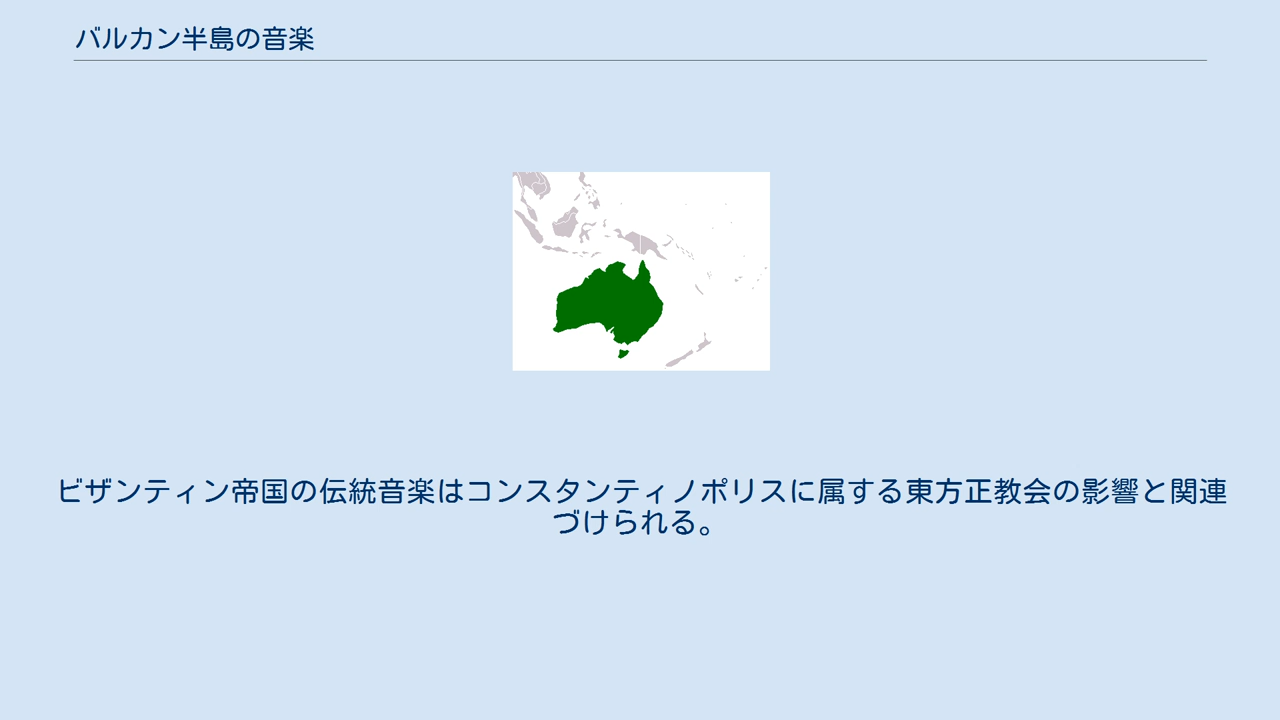 バルカン半島の音楽
ビザンティン帝国の伝統音楽はコンスタンティノポリスに属する東方正教会の影響と関連
づけられる。